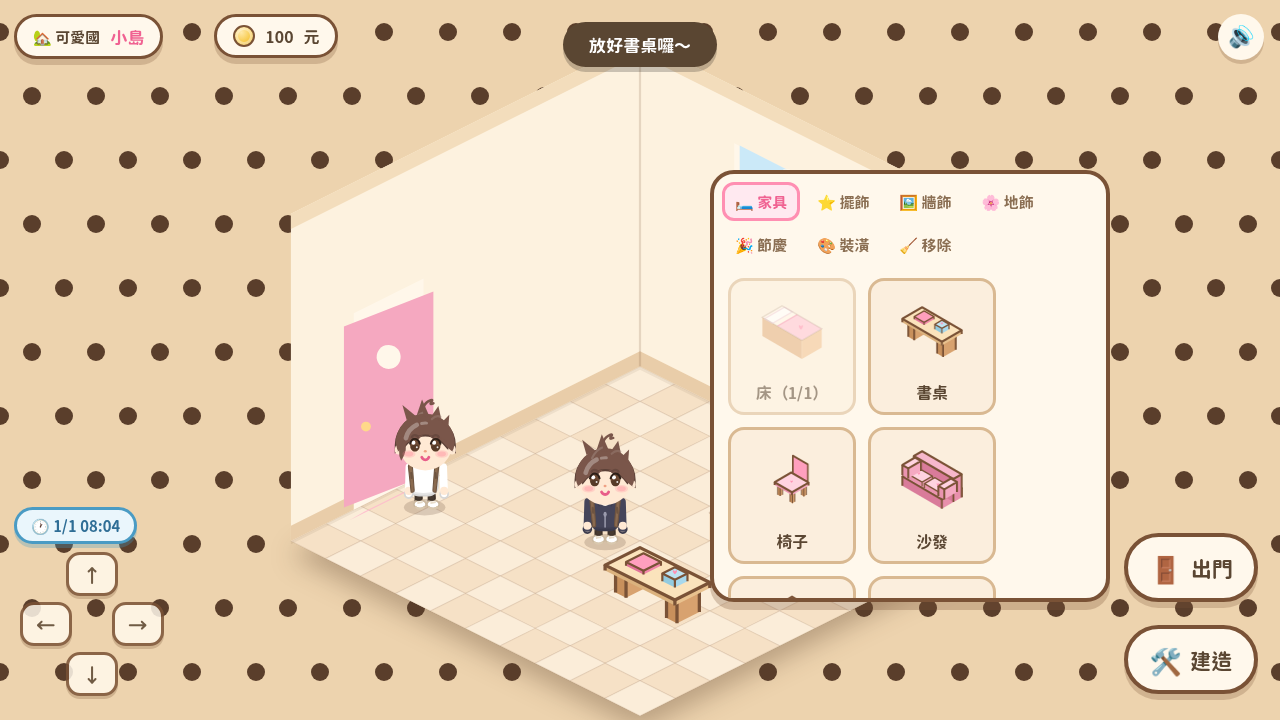 可愛國 小島
100 元
放好書桌囉～
家具
擺飾
牆飾
地飾
節慶
裝潢
移除
床（1/1）
書桌
椅子
沙發
1/1 08:04
↑
← →
↓
出門
建造